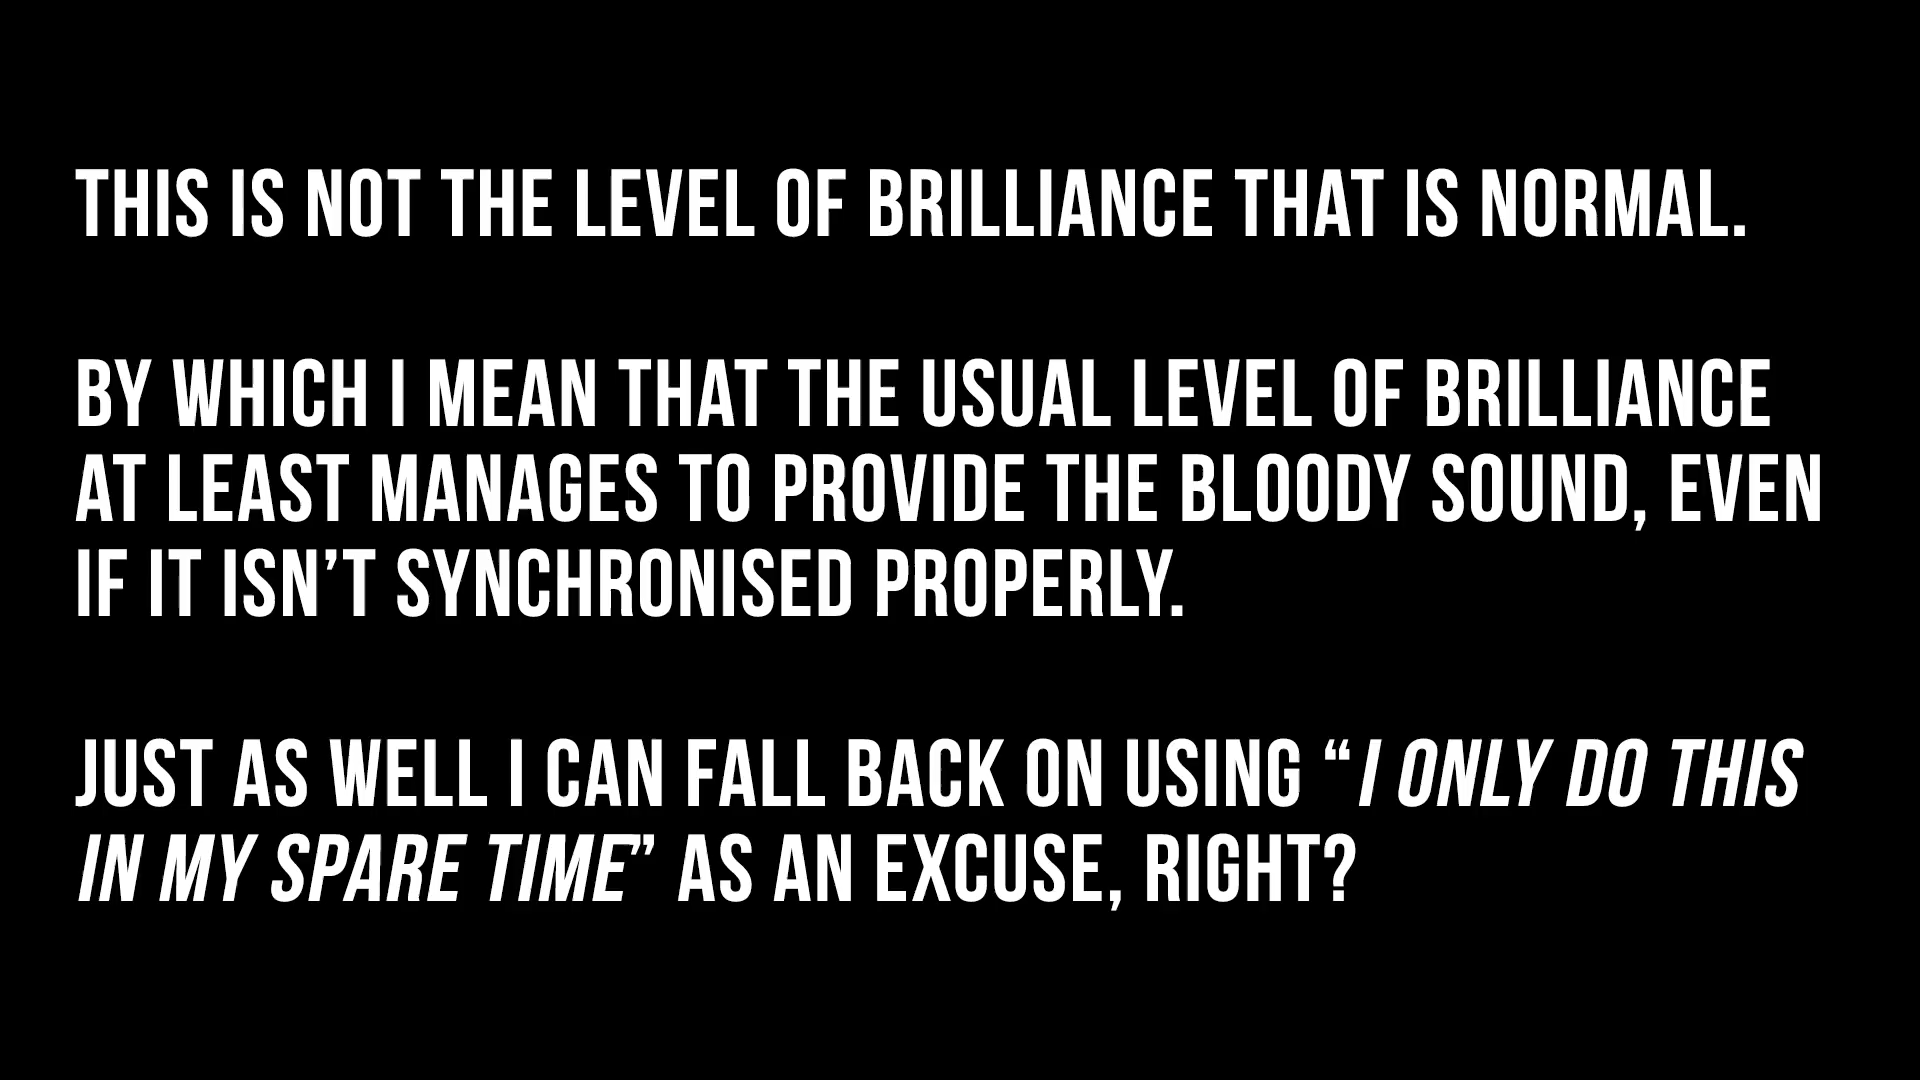 THIS IS NOT THE LEVEL OF BRILLIANCE THAT IS NORMAL.
BY WHICH I MEAN THAT THE USUAL LEVEL OF BRILLIANCE
AT LEAST MANAGES TO PROVIDE THE BLOODY SOUND, EVEN
IF IT ISN’T SYNCHRONISED PROPERLY.
JUST AS WELL I CAN FALL BACK ON USING “I ONLY DO THIS
IN MY SPARE TIME” AS AN EXCUSE, RIGHT?